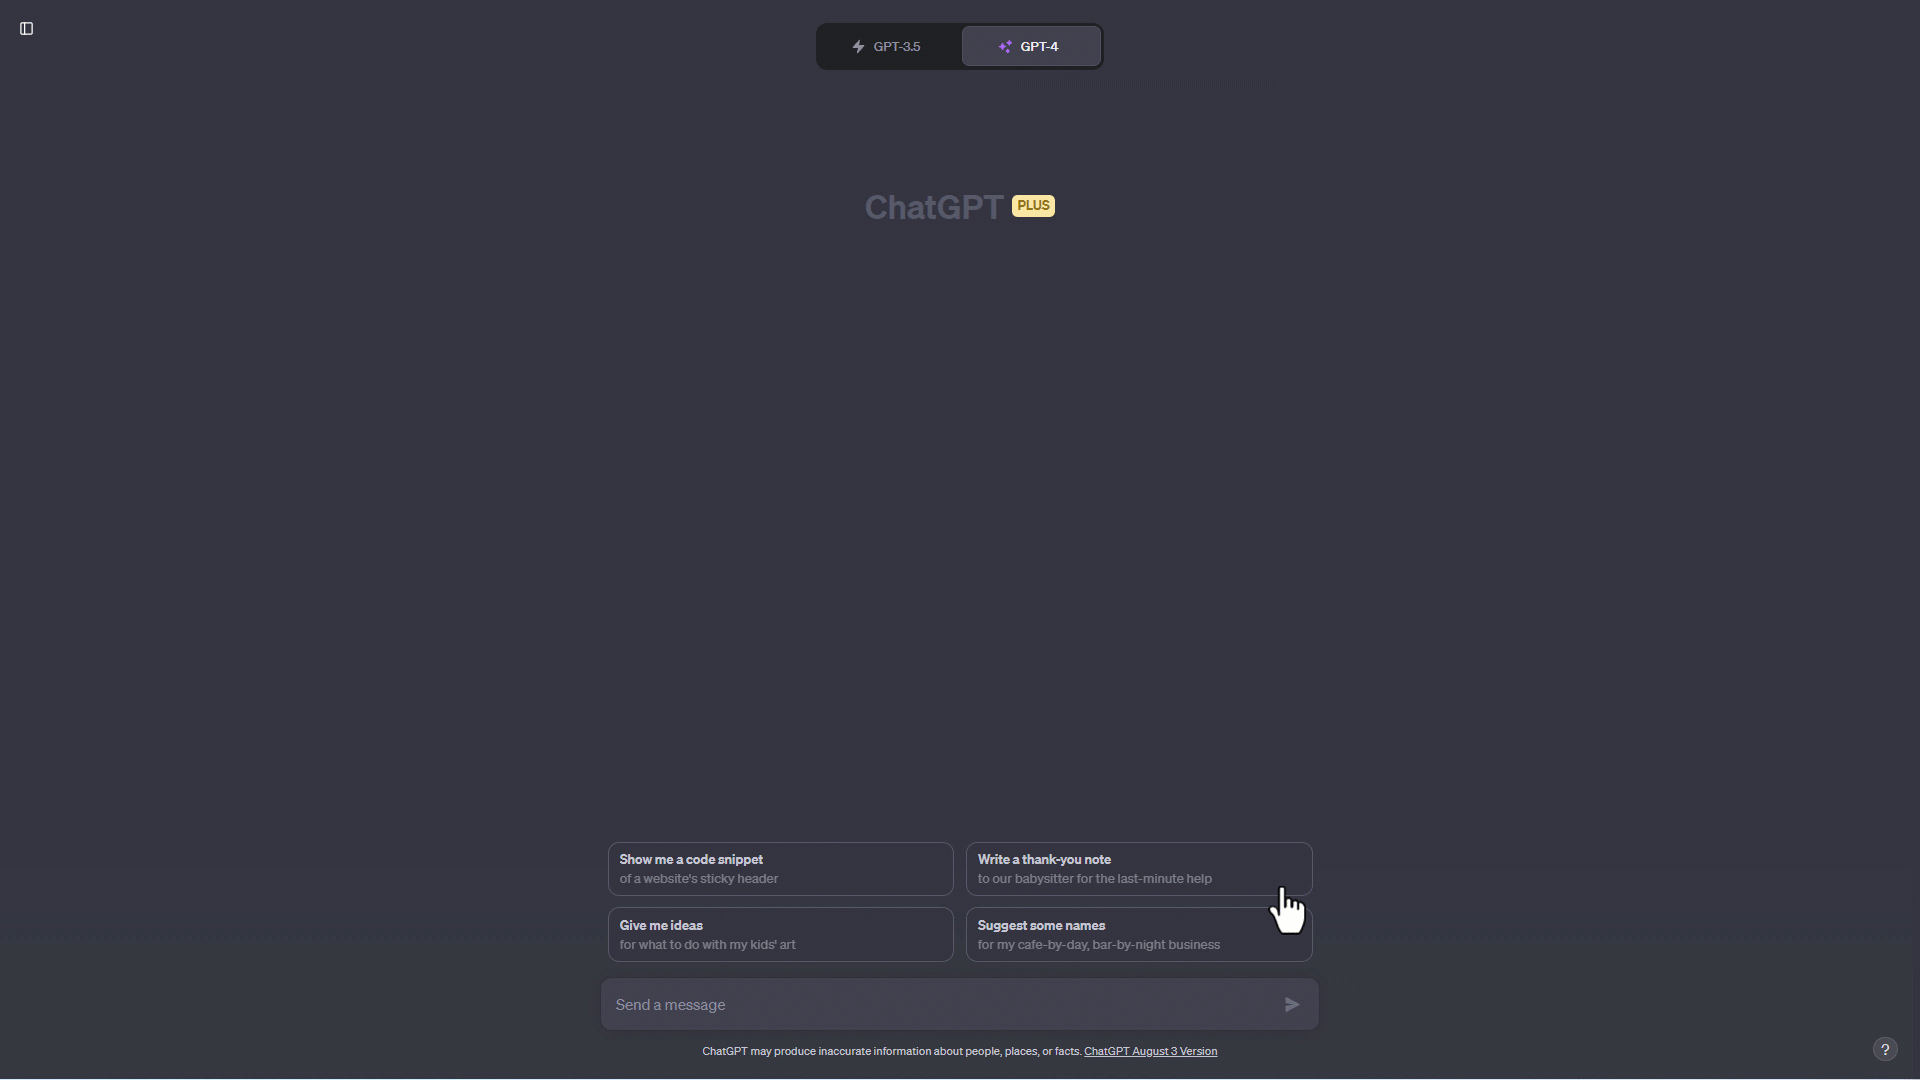 GPT-3.5
GPT-4
ChatGPT PLUS
Show me a code snippet
of a website's sticky header
Write a thank-you note
to our babysitter for the last-minute help
Give me ideas
for what to do with my kids' art
Suggest some names
for my cafe-by-day, bar-by-night business
Send a message
ChatGPT may produce inaccurate information about people, places, or facts. ChatGPT August 3 Version
?